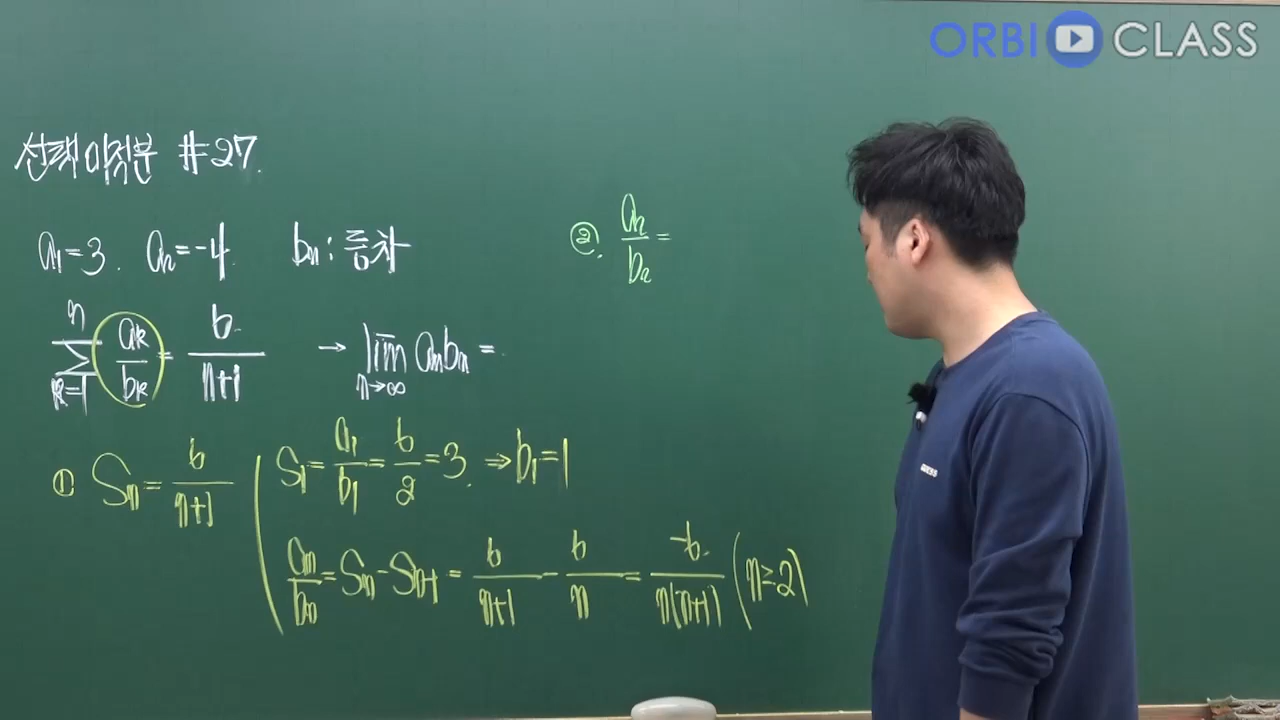 ORBI CLASS
선택 미적분 #27.
a₁=3. a₂=-4. bₙ : 등차
∑ₖ₌₁ⁿ aₖ/bₖ = 6/(n+1) → lim n→∞ aₙbₙ =
① Sₙ = 6/(n+1)
S₁ = a₁/b₁ = 6/2 = 3. ⇒ b₁=1
aₙ/bₙ = Sₙ - Sₙ₋₁ = 6/(n+1) - 6/n = -6/(n(n+1)) (n≥2)
②. a₂/b₂ =
GUESS